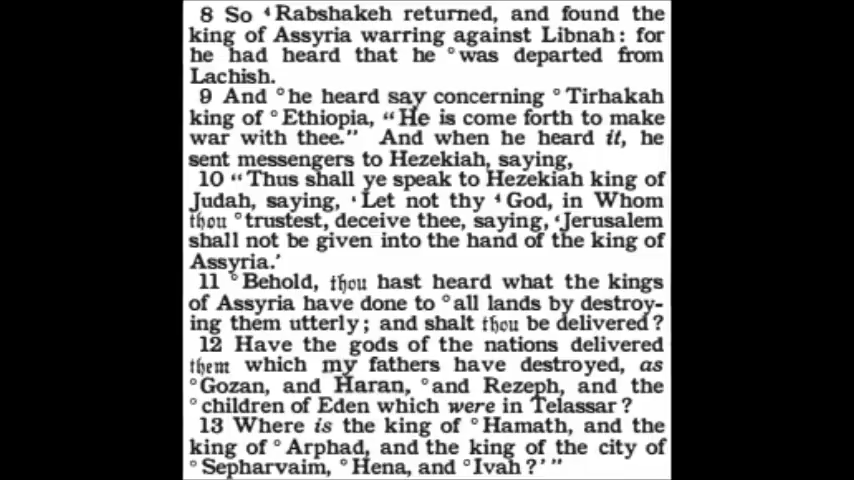 8 So ⁴Rabshakeh returned, and found the
king of Assyria warring against Libnah: for
he had heard that he °was departed from
Lachish.
9 And °he heard say concerning °Tirhakah
king of °Ethiopia, “He is come forth to make
war with thee.” And when he heard it, he
sent messengers to Hezekiah, saying,
10 “Thus shall ye speak to Hezekiah king of
Judah, saying, ‘Let not thy ⁴God, in Whom
thou °trustest, deceive thee, saying, ‘Jerusalem
shall not be given into the hand of the king of
Assyria.’
11 °Behold, thou hast heard what the kings
of Assyria have done to °all lands by destroy-
ing them utterly; and shalt thou be delivered?
12 Have the gods of the nations delivered
them which my fathers have destroyed, as
°Gozan, and Haran, °and Rezeph, and the
°children of Eden which were in Telassar?
13 Where is the king of °Hamath, and the
king of °Arphad, and the king of the city of
°Sepharvaim, °Hena, and °Ivah?’”